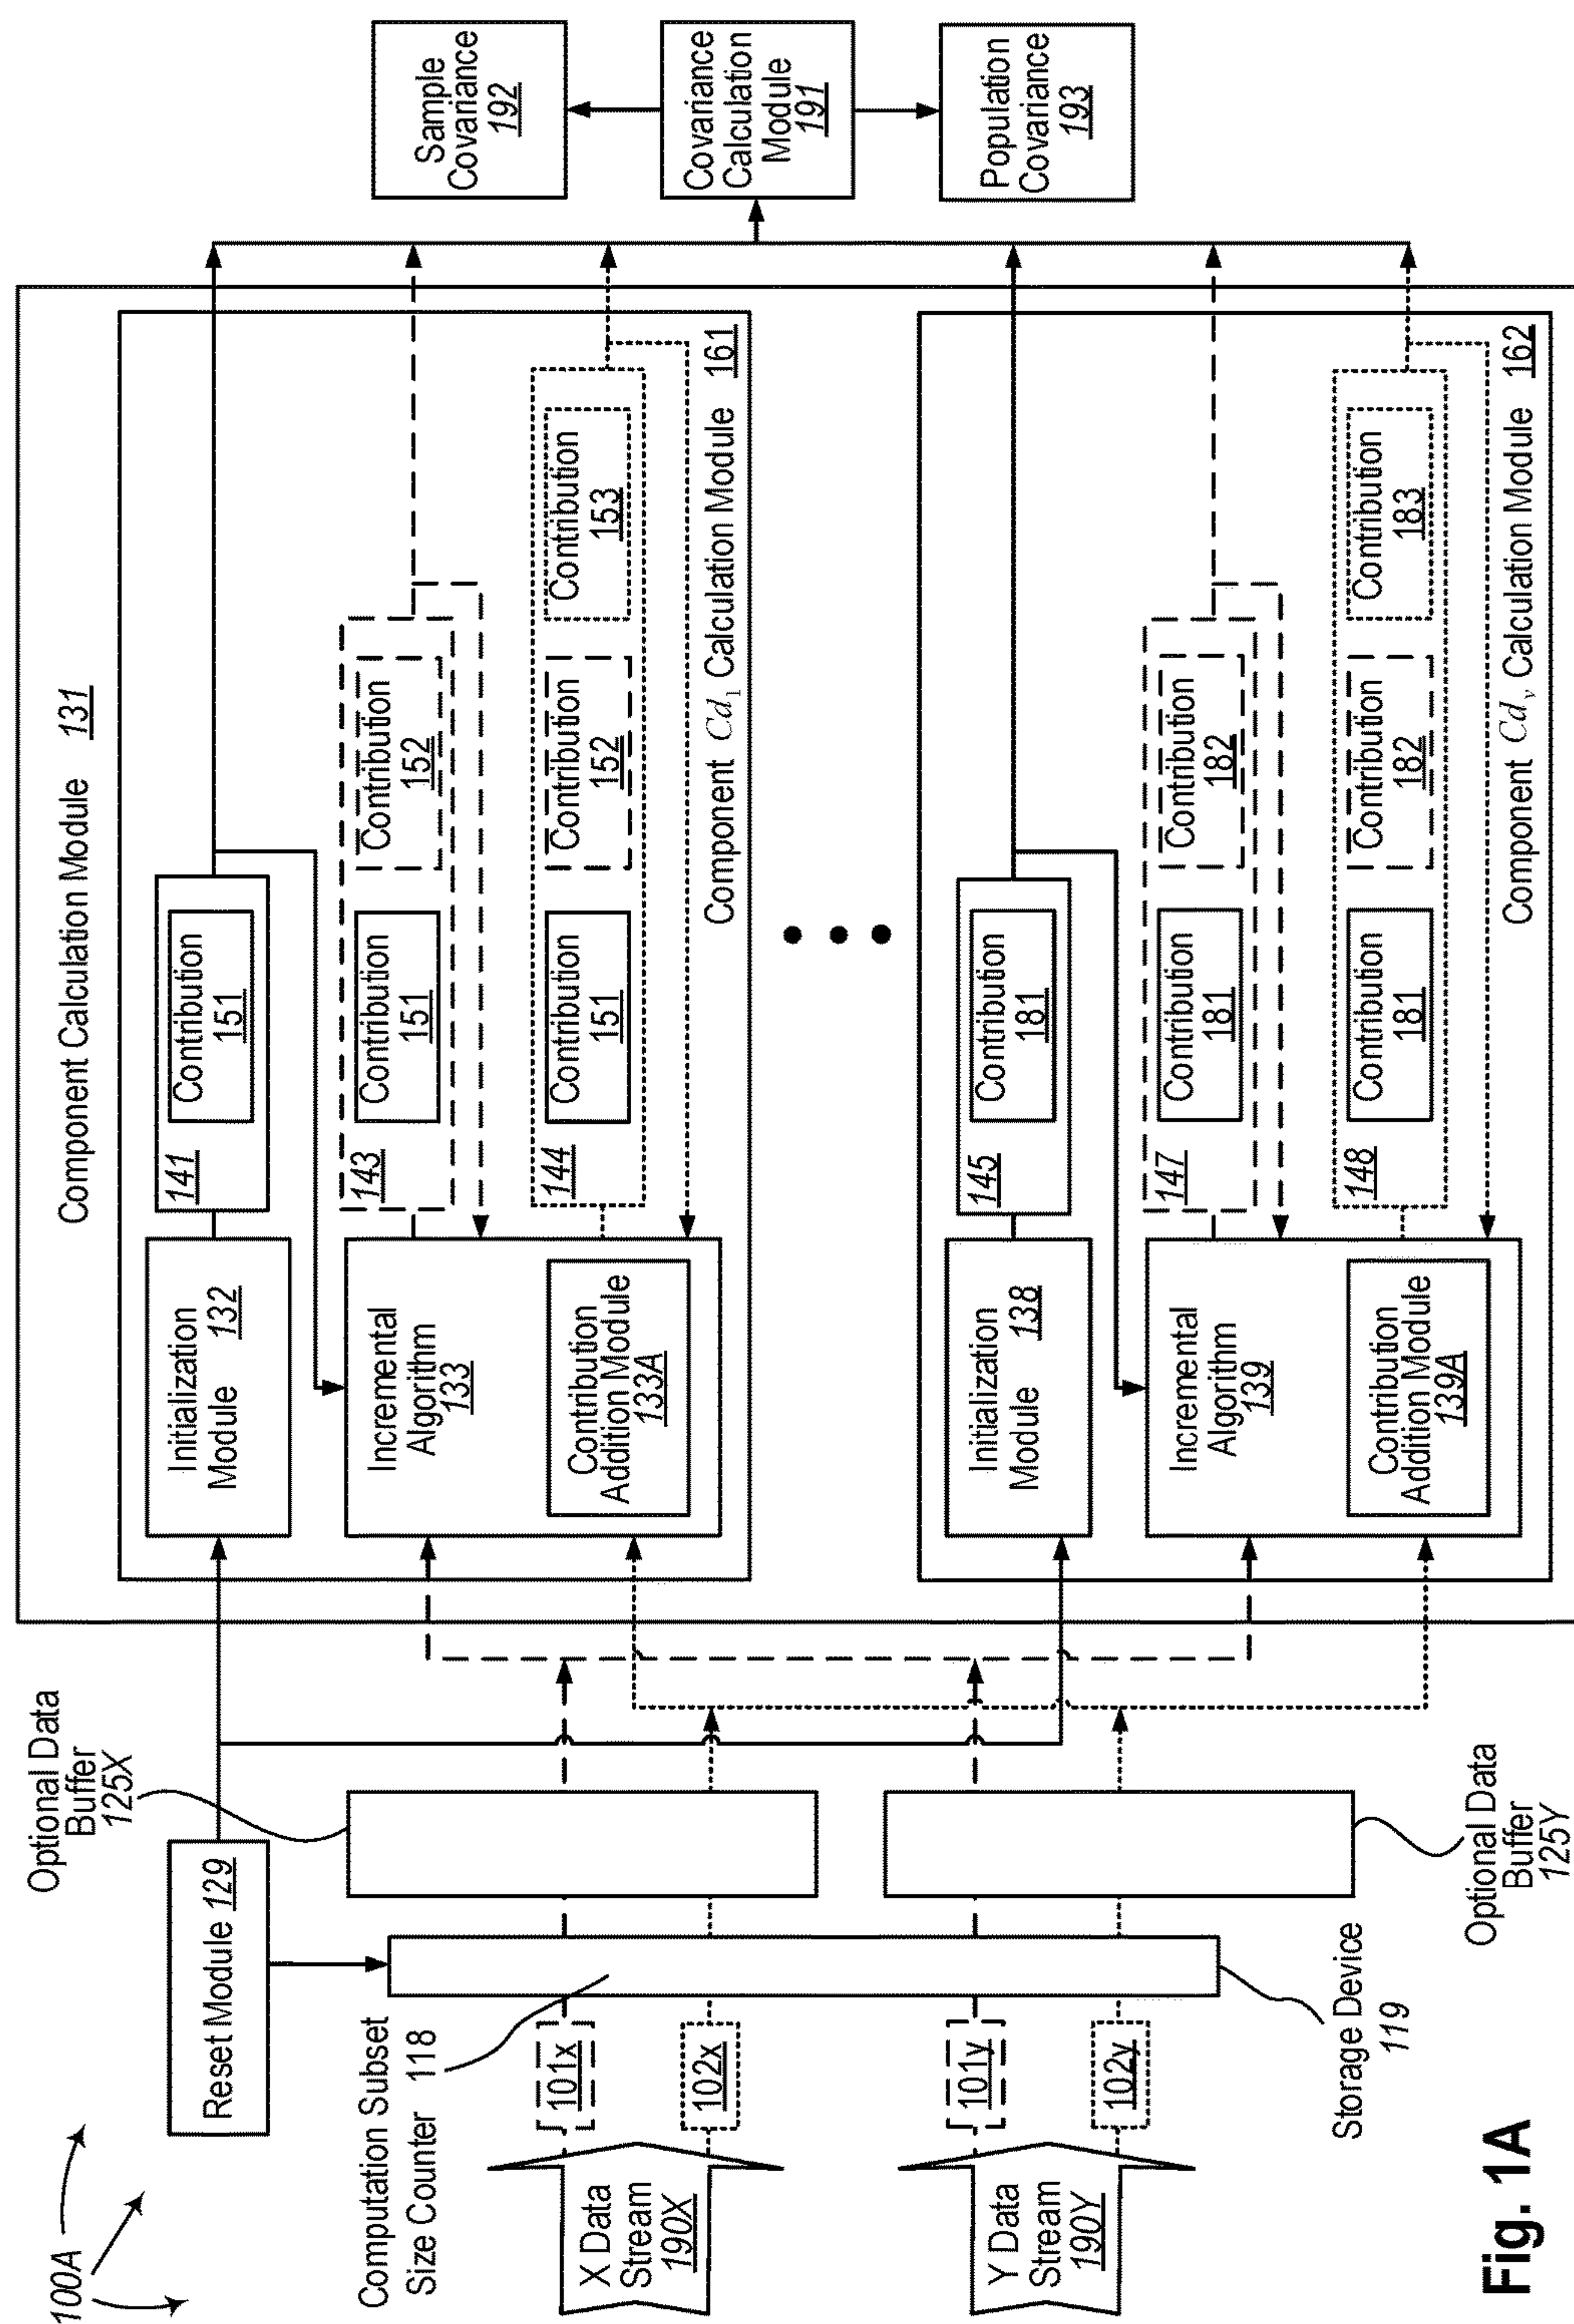 100A
Reset Module 129
Computation Subset
Size Counter 118
X Data
Stream
190X
101x
102x
Y Data
Stream
190Y
101y
102y
Storage Device
119
Optional Data
Buffer
125X
Optional Data
Buffer
125Y
Component Calculation Module 131
Initialization
Module 132
141
Contribution
151
Incremental
Algorithm
133
Contribution
Addition Module
133A
143
Contribution
151
Contribution
152
144
Contribution
151
Contribution
152
Contribution
153
Component Cd1 Calculation Module 161
Initialization
Module 138
145
Contribution
181
Incremental
Algorithm
139
Contribution
Addition Module
139A
147
Contribution
181
Contribution
182
148
Contribution
181
Contribution
182
Contribution
183
Component Cdv Calculation Module 162
Sample
Covariance
192
Covariance
Calculation
Module
191
Population
Covariance
193
Fig. 1A